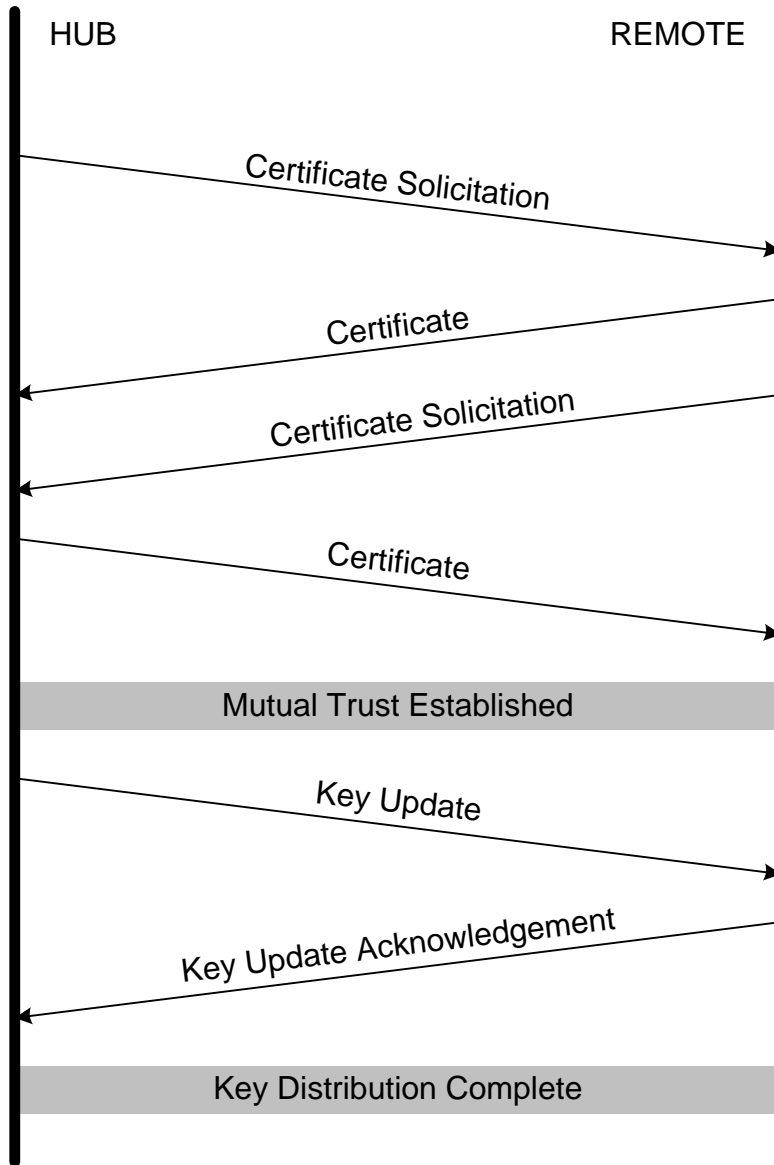 HUB
REMOTE
Certificate Solicitation
Certificate
Certificate Solicitation
Certificate
Mutual Trust Established
Key Update
Key Update Acknowledgement
Key Distribution Complete